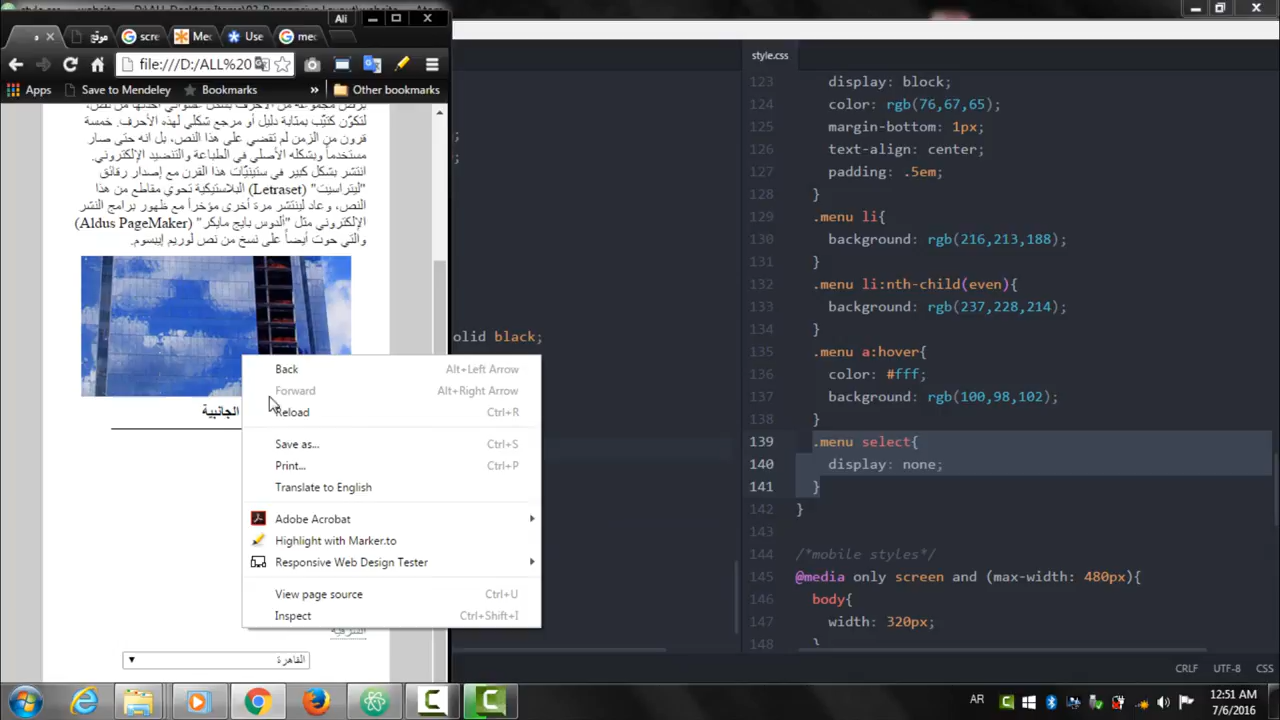 Ali
موقع
scre
Mec
Use
mec
file:///D:/ALL%20
Apps
Save to Mendeley
Bookmarks
»
Other bookmarks
لتكوّن كتيّب بمثابة دليل أو مرجع شكلي لهذه الأحرف. خمسة
قرون من الزمن لم تقضي على هذا النص، بل انه حتى صار
مستخدماً وبشكله الأصلي في الطباعة والتنضيد الإلكتروني.
انتشر بشكل كبير في ستينيّات هذا القرن مع إصدار رقائق
"ليتراسيت" (Letraset) البلاستيكية تحوي مقاطع من هذا
النص، وعاد لينتشر مرة أخرى مؤخراَ مع ظهور برامج النشر
الإلكتروني مثل "ألدوس بايج مايكر" (Aldus PageMaker)
والتي حوت أيضاً على نسخ من نص لوريم إيبسوم.
الجانبية
Back Alt+Left Arrow
Forward Alt+Right Arrow
Reload Ctrl+R
Save as... Ctrl+S
Print... Ctrl+P
Translate to English
Adobe Acrobat
Highlight with Marker.to
Responsive Web Design Tester
View page source Ctrl+U
Inspect Ctrl+Shift+I
الشرقية
القاهرة
;
;
olid black;
style.css
123 display: block;
124 color: rgb(76,67,65);
125 margin-bottom: 1px;
126 text-align: center;
127 padding: .5em;
128 }
129 .menu li{
130 background: rgb(216,213,188);
131 }
132 .menu li:nth-child(even){
133 background: rgb(237,228,214);
134 }
135 .menu a:hover{
136 color: #fff;
137 background: rgb(100,98,102);
138 }
139 .menu select{
140 display: none;
141 }
142 }
143
144 /*mobile styles*/
145 @media only screen and (max-width: 480px){
146 body{
147 width: 320px;
148 }
CRLF UTF-8 CSS
AR
12:51 AM
7/6/2016